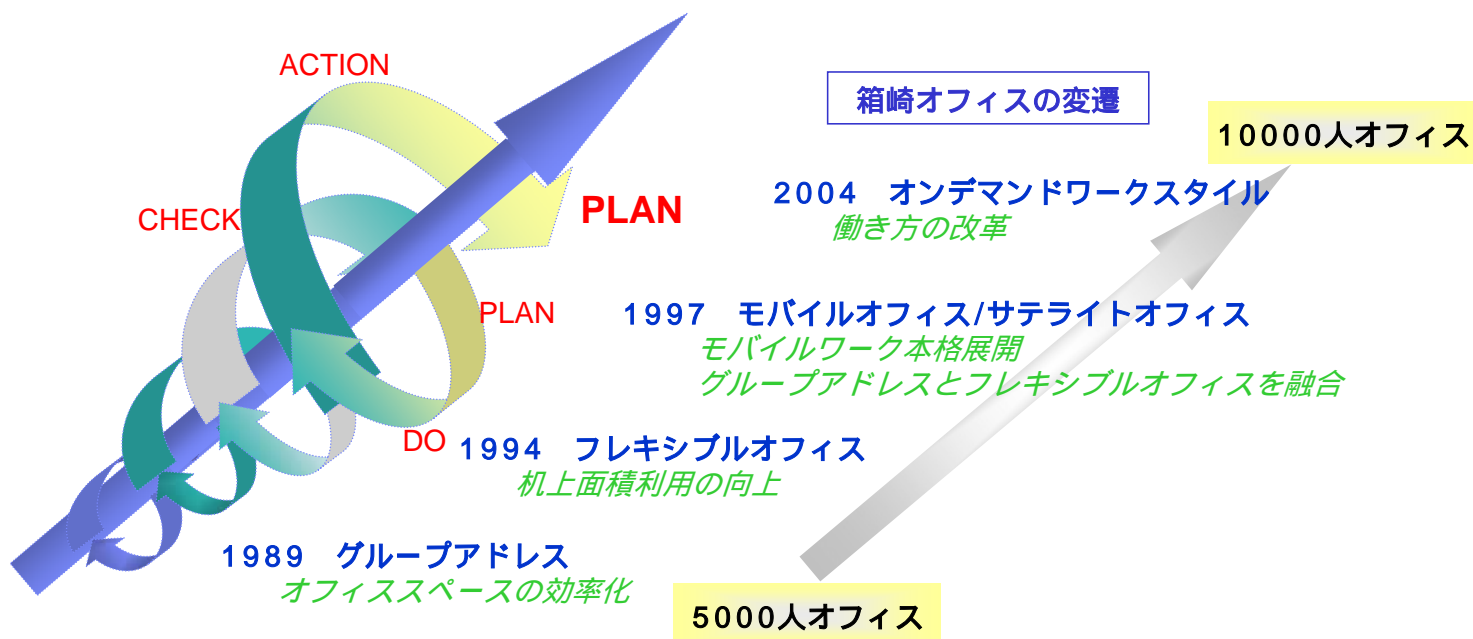 ACTION
箱崎オフィスの変遷
10000人オフィス
CHECK
PLAN
2004 オンデマンドワークスタイル
働き方の改革
PLAN
1997 モバイルオフィス/サテライトオフィス
モバイルワーク本格展開
グループアドレスとフレキシブルオフィスを融合
DO
1994 フレキシブルオフィス
机上面積利用の向上
1989 グループアドレス
オフィススペースの効率化
5000人オフィス